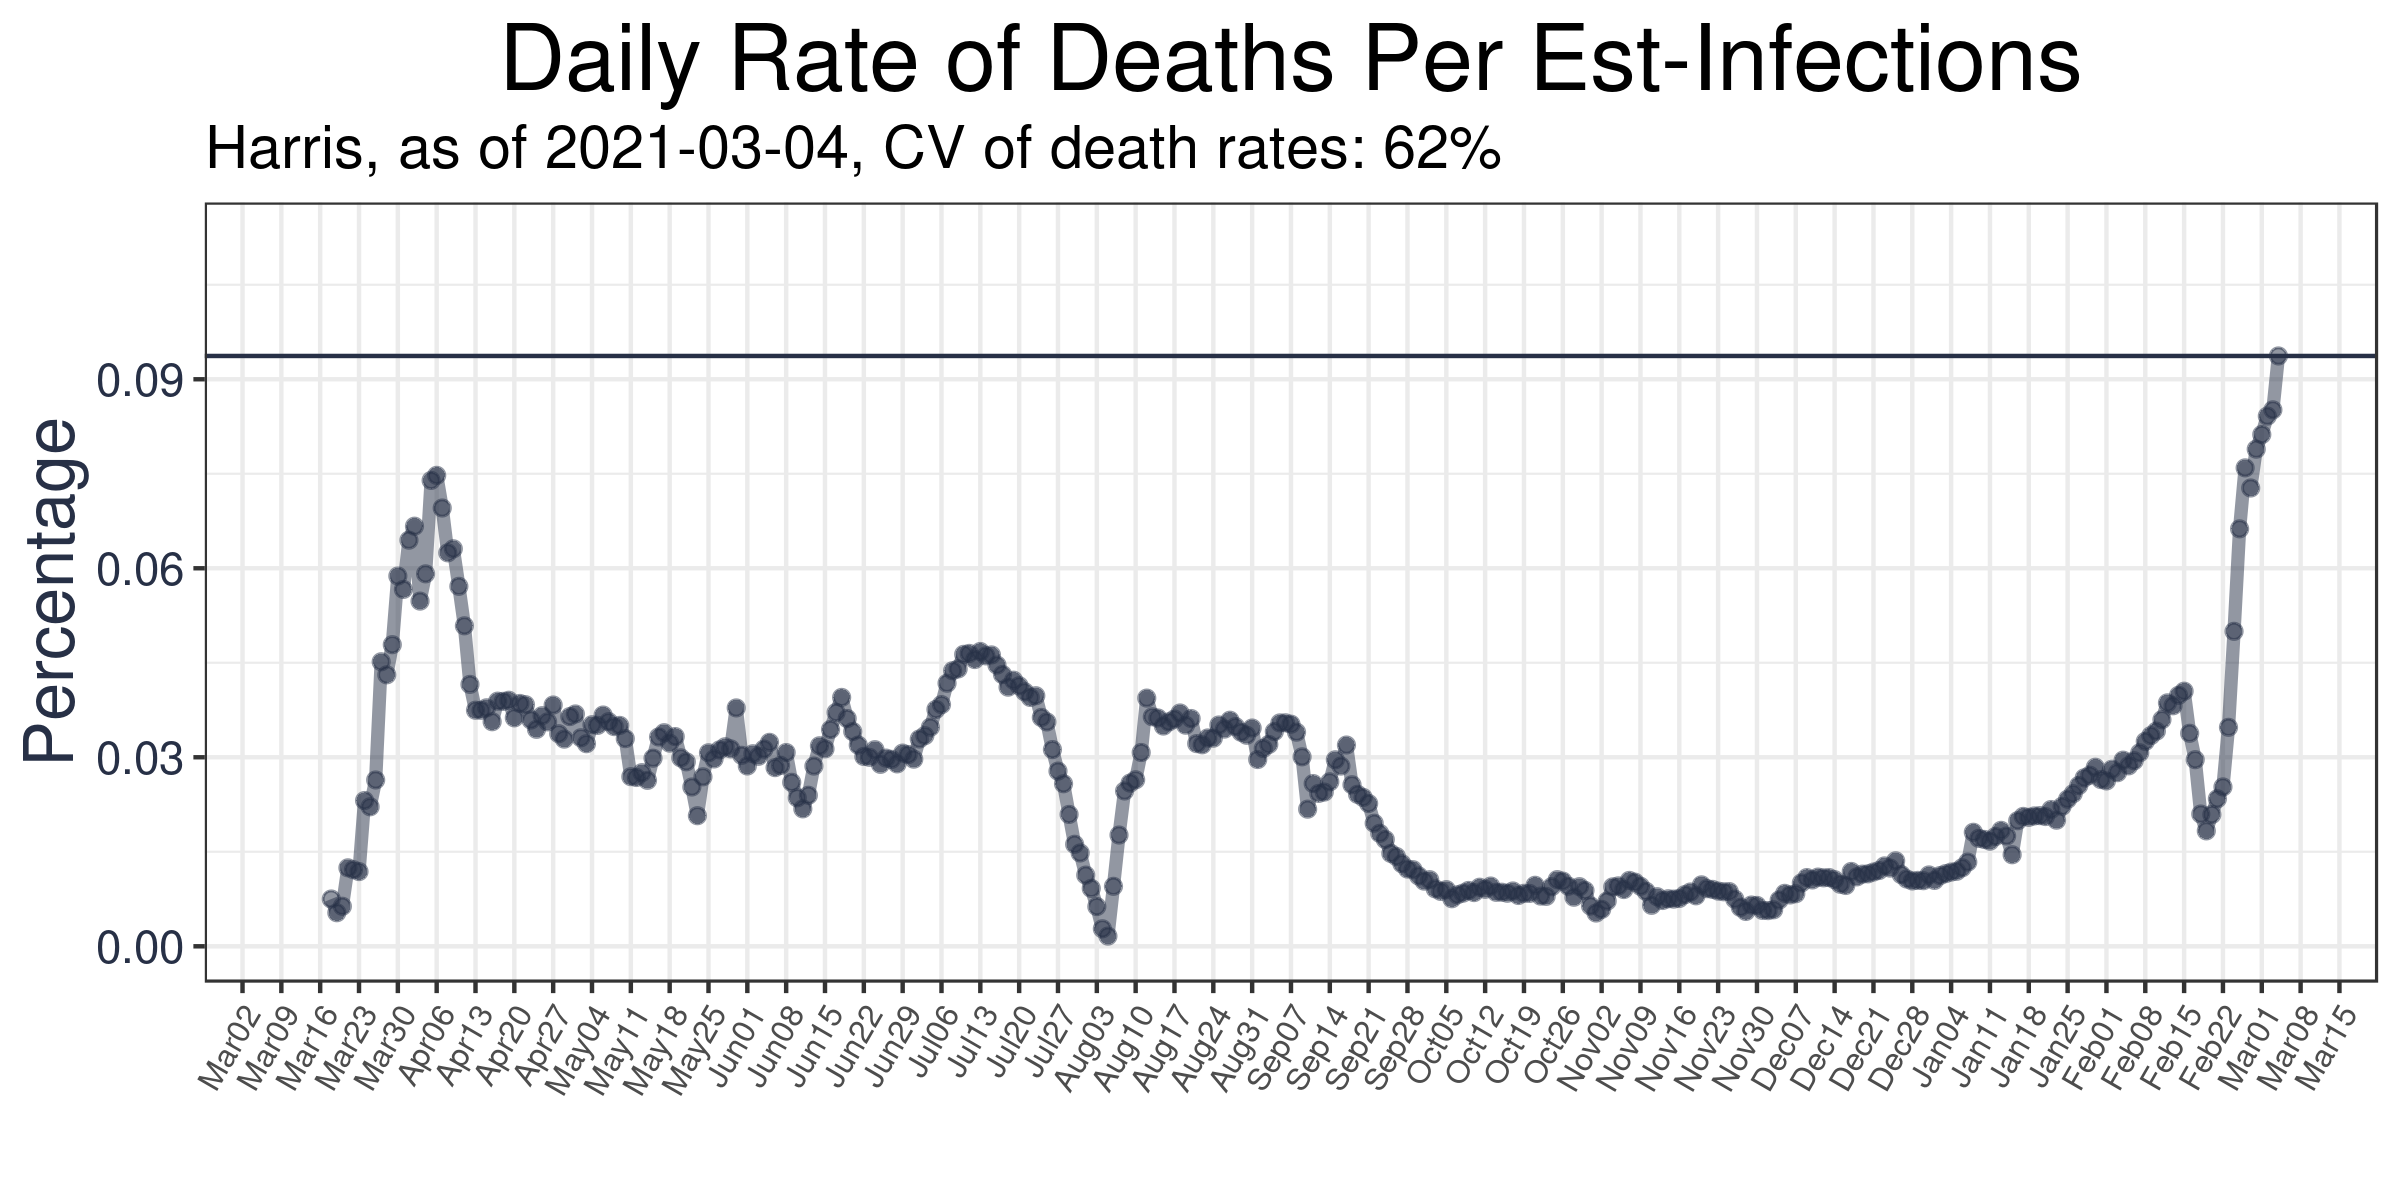 Daily Rate of Deaths Per Est-Infections
Harris, as of 2021-03-04, CV of death rates: 62%
Percentage
0.09
0.06
0.03
0.00
Mar02
Mar09
Mar16
Mar23
Mar30
Apr06
Apr13
Apr20
Apr27
May04
May11
May18
May25
Jun01
Jun08
Jun15
Jun22
Jun29
Jul06
Jul13
Jul20
Jul27
Aug03
Aug10
Aug17
Aug24
Aug31
Sep07
Sep14
Sep21
Sep28
Oct05
Oct12
Oct19
Oct26
Nov02
Nov09
Nov16
Nov23
Nov30
Dec07
Dec14
Dec21
Dec28
Jan04
Jan11
Jan18
Jan25
Feb01
Feb08
Feb15
Feb22
Mar01
Mar08
Mar15